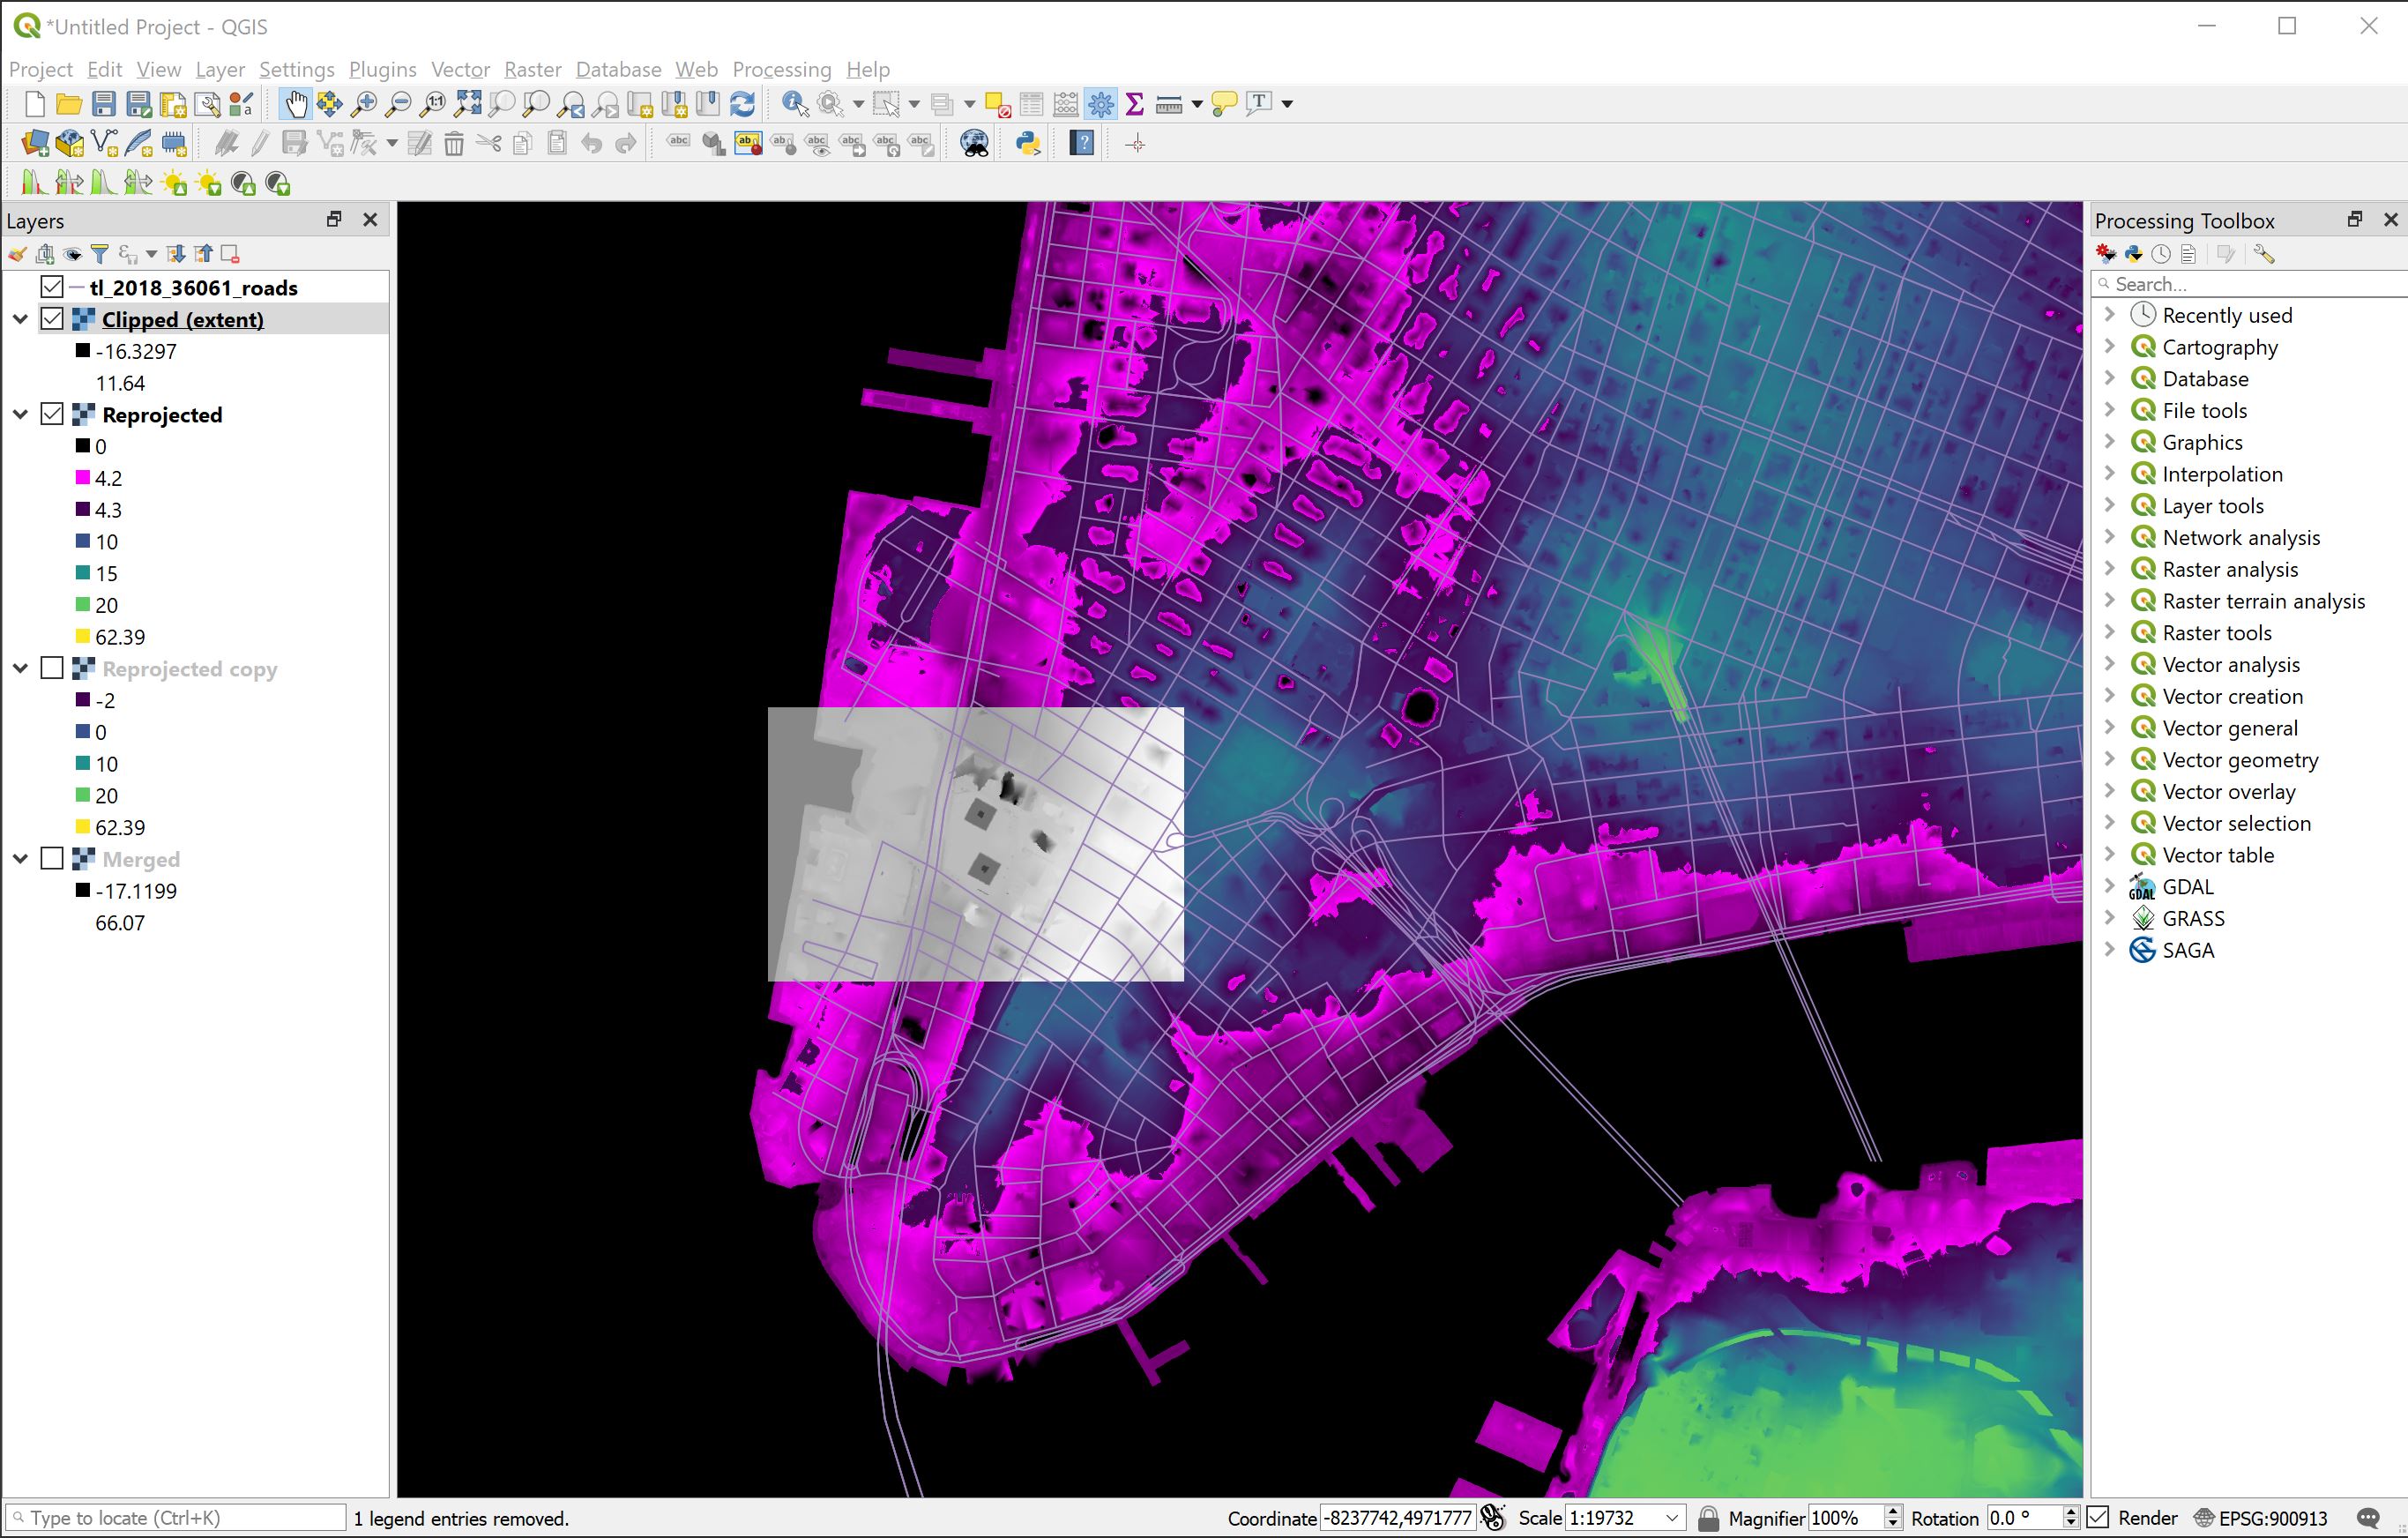 *Untitled Project - QGIS
Project Edit View Layer Settings Plugins Vector Raster Database Web Processing Help
Layers
tl_2018_36061_roads
Clipped (extent)
-16.3297
11.64
Reprojected
0
4.2
4.3
10
15
20
62.39
Reprojected copy
-2
0
10
20
62.39
Merged
-17.1199
66.07
Processing Toolbox
Search...
Recently used
Cartography
Database
File tools
Graphics
Interpolation
Layer tools
Network analysis
Raster analysis
Raster terrain analysis
Raster tools
Vector analysis
Vector creation
Vector general
Vector geometry
Vector overlay
Vector selection
Vector table
GDAL
GRASS
SAGA
Type to locate (Ctrl+K) 1 legend entries removed. Coordinate -8237742,4971777 Scale 1:19732 Magnifier 100% Rotation 0.0 ° Render EPSG:900913